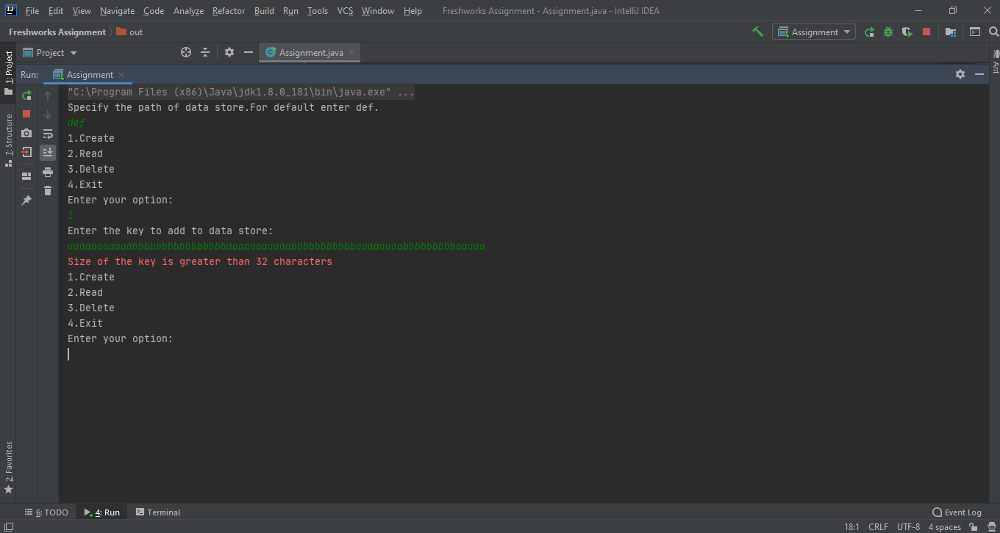 File Edit View Navigate Code Analyze Refactor Build Run Tools VCS Window Help Freshworks Assignment - Assignment.java - IntelliJ IDEA
Freshworks Assignment out Assignment
Project Assignment.java
Run: Assignment
"C:\Program Files (x86)\Java\jdk1.8.0_181\bin\java.exe" ...
Specify the path of data store.For default enter def.
def
1.Create
2.Read
3.Delete
4.Exit
Enter your option:
1
Enter the key to add to data store:
aaaaaaaaaaabbbbbbbbbbbbbbbbaaaaaaaaaaabbbbbbbbbbbaaaaaaaabbbbbbbbbaaaaa
Size of the key is greater than 32 characters
1.Create
2.Read
3.Delete
4.Exit
Enter your option:
1: Project
7: Structure
2: Favorites
Ant
6: TODO 4: Run Terminal Event Log
18:1 CRLF UTF-8 4 spaces